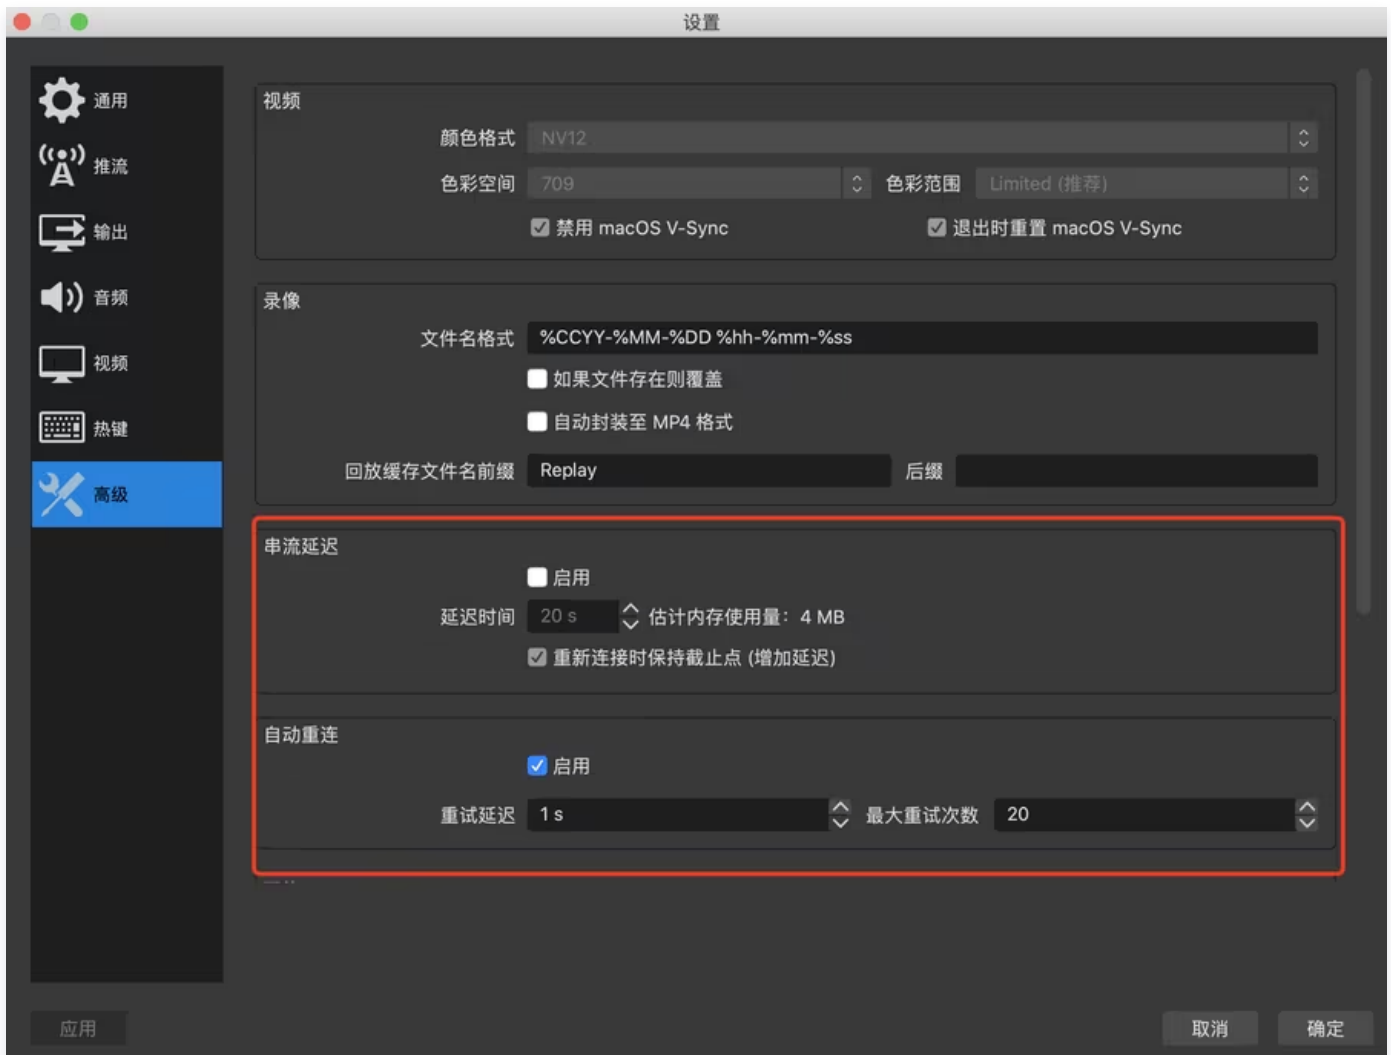 设置
通用
推流
输出
音频
视频
热键
高级
视频
颜色格式 NV12
色彩空间 709 色彩范围 Limited (推荐)
禁用 macOS V-Sync 退出时重置 macOS V-Sync
录像
文件名格式 %CCYY-%MM-%DD %hh-%mm-%ss
如果文件存在则覆盖
自动封装至 MP4 格式
回放缓存文件名前缀 Replay 后缀
串流延迟
启用
延迟时间 20 s 估计内存使用量：4 MB
重新连接时保持截止点 (增加延迟)
自动重连
启用
重试延迟 1 s 最大重试次数 20
应用 取消 确定